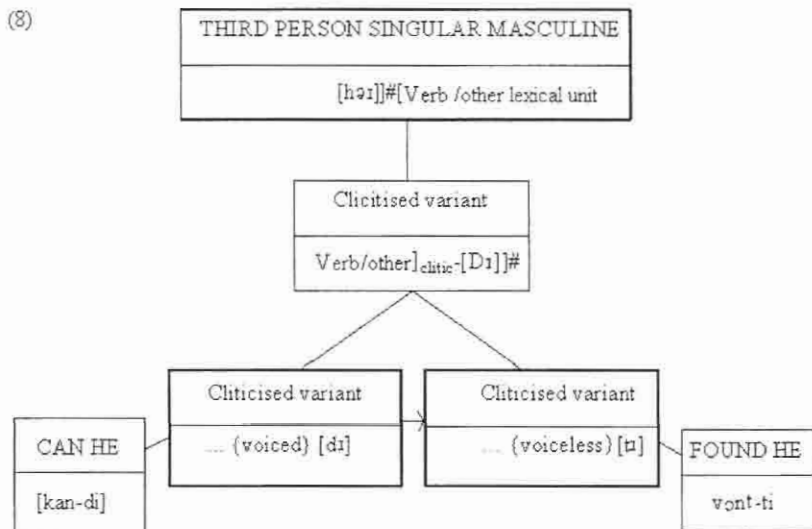 (8)
THIRD PERSON SINGULAR MASCULINE
[həɪ]]#[Verb /other lexical unit
Clicitised variant
Verb/other]clitic-[Dɪ]]#
Cliticised variant
... {voiced} [dɪ]
Cliticised variant
... {voiceless} [tɪ]
CAN HE
[kan-di]
FOUND HE
vɔnt-ti